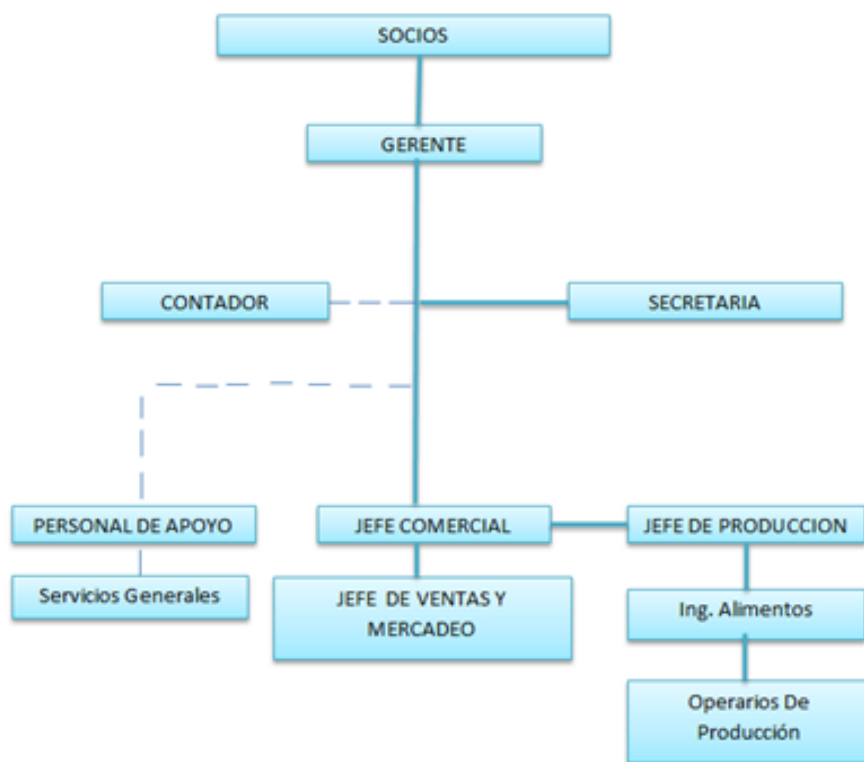 SOCIOS
GERENTE
CONTADOR
SECRETARIA
PERSONAL DE APOYO
JEFE COMERCIAL
JEFE DE PRODUCCION
Servicios Generales
JEFE DE VENTAS Y
MERCADEO
Ing. Alimentos
Operarios De
Producción